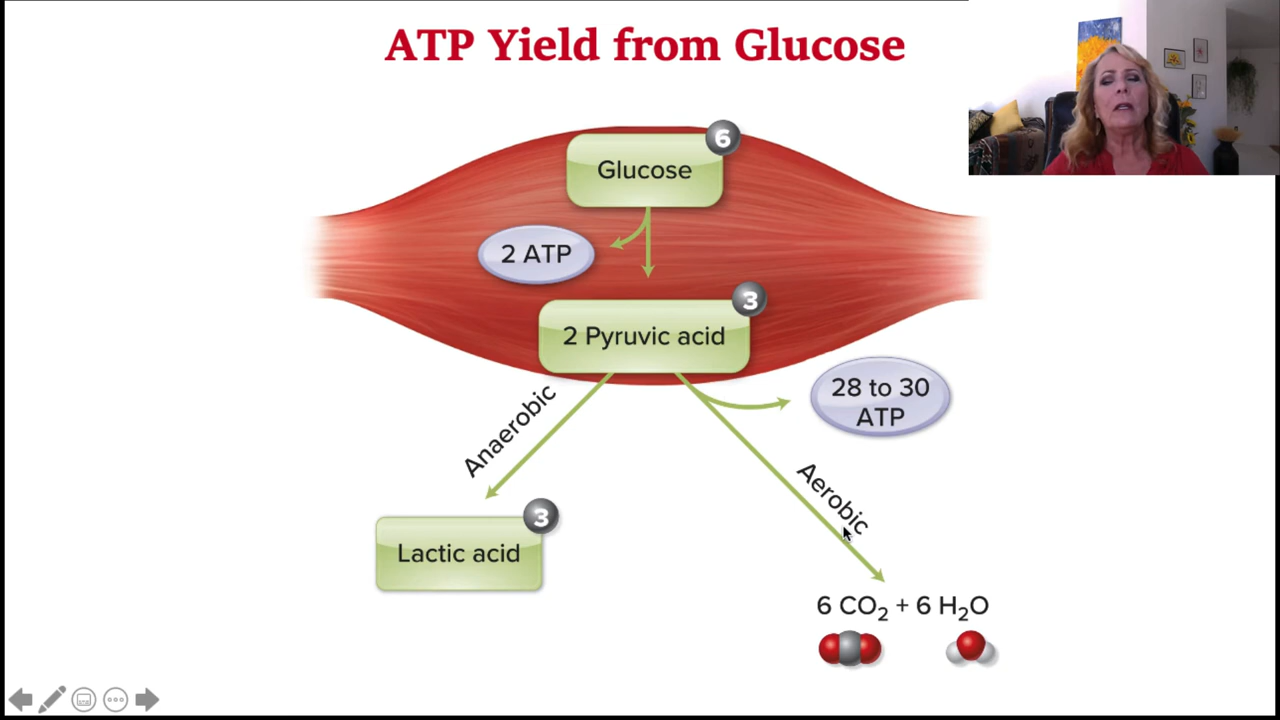 ATP Yield from Glucose
6
Glucose
2 ATP
3
2 Pyruvic acid
28 to 30
ATP
Anaerobic
Aerobic
3
Lactic acid
6 CO₂ + 6 H₂O